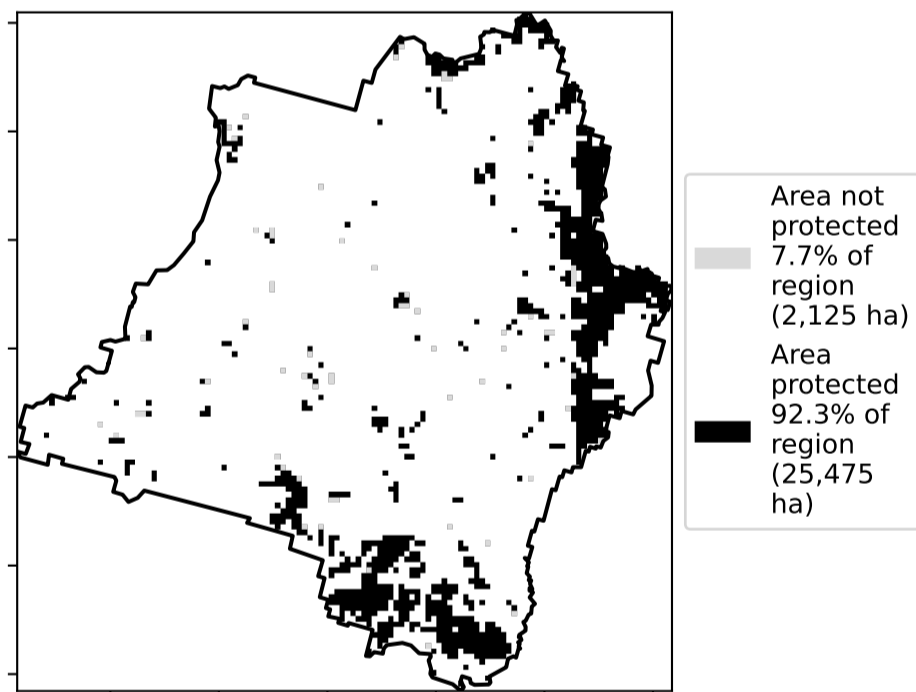 Area not
protected
7.7% of
region
(2,125 ha)
Area
protected
92.3% of
region
(25,475
ha)